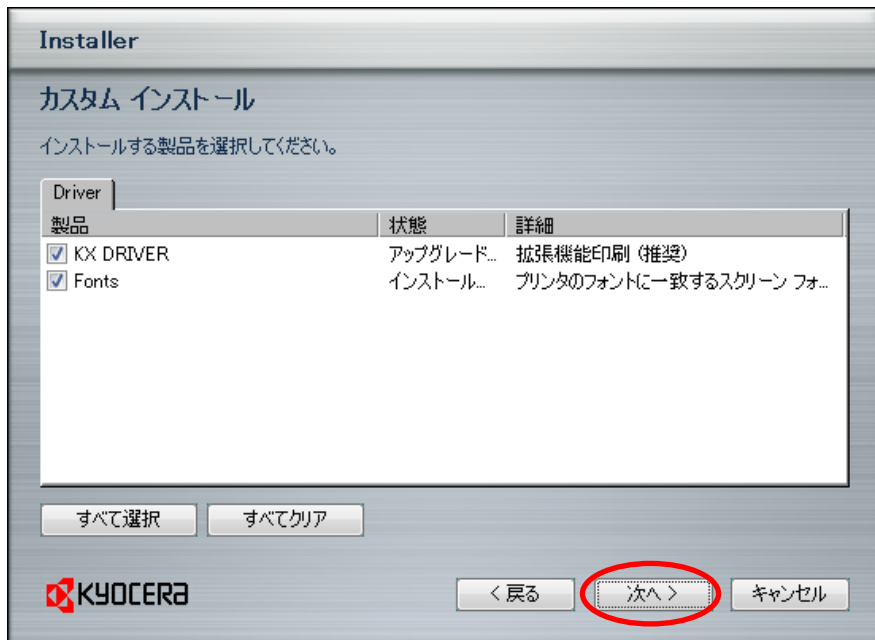 Installer
カスタム インストール
インストールする製品を選択してください。
Driver
製品 状態 詳細
KX DRIVER アップグレード... 拡張機能印刷 (推奨)
Fonts インストール... プリンタのフォントに一致するスクリーン フォ...
すべて選択 すべてクリア
KYOCERA < 戻る 次へ > キャンセル